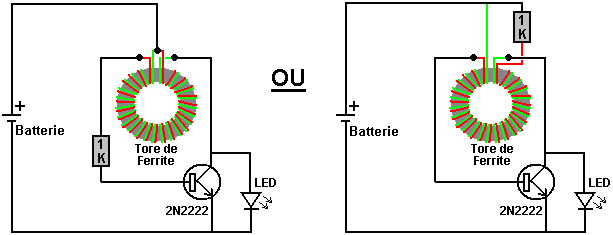 +
Batterie
1
K
Tore de
Ferrite
2N2222
LED
OU
+
Batterie
1
K
Tore de
Ferrite
2N2222
LED